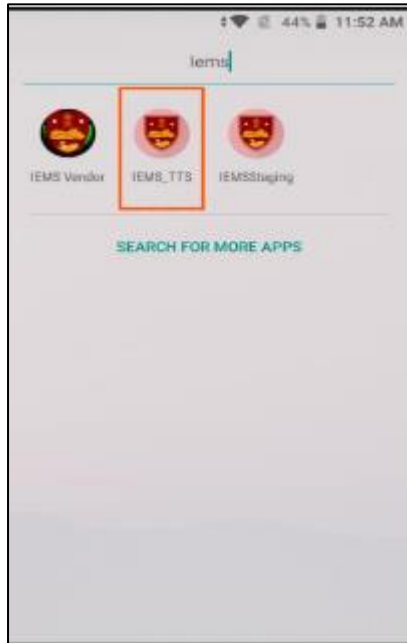 44% 11:52 AM
Iems
IEMS Vendor IEMS_TTS IEMSStaging
SEARCH FOR MORE APPS